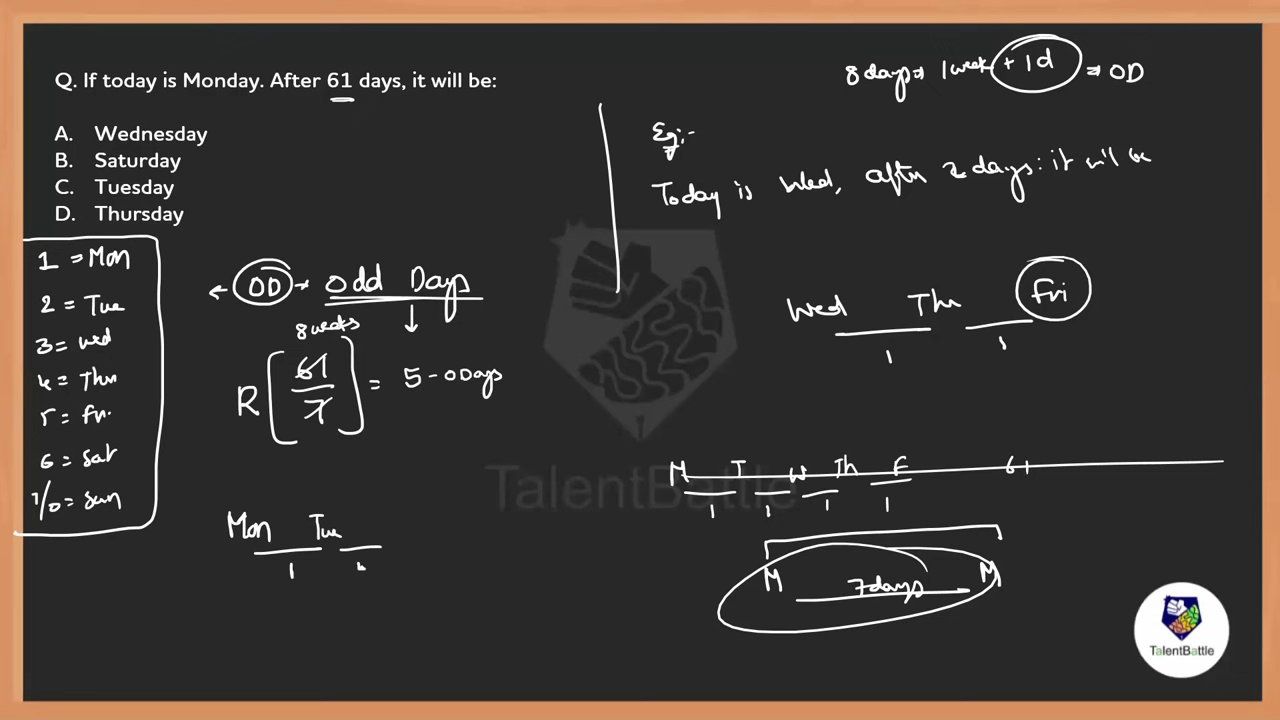 Q. If today is Monday. After 61 days, it will be:
A. Wednesday
B. Saturday
C. Tuesday
D. Thursday
1 = Mon
2 = Tue
3 = wed
4 = Thu
5 = fri
6 = sat
7/0 = sun
← OD → Odd Days
8 weeks
R [ 61 / 7 ] = 5 - ODays
Mon Tue
1
8 days → 1 week + 1d → OD
Eg:-
Today is Wed, after 2 days: it will be
Wed Thu Fri
1 1
M T W Th F 61
1 1 1 1
M 7days M
TalentBattle
TalentBattle